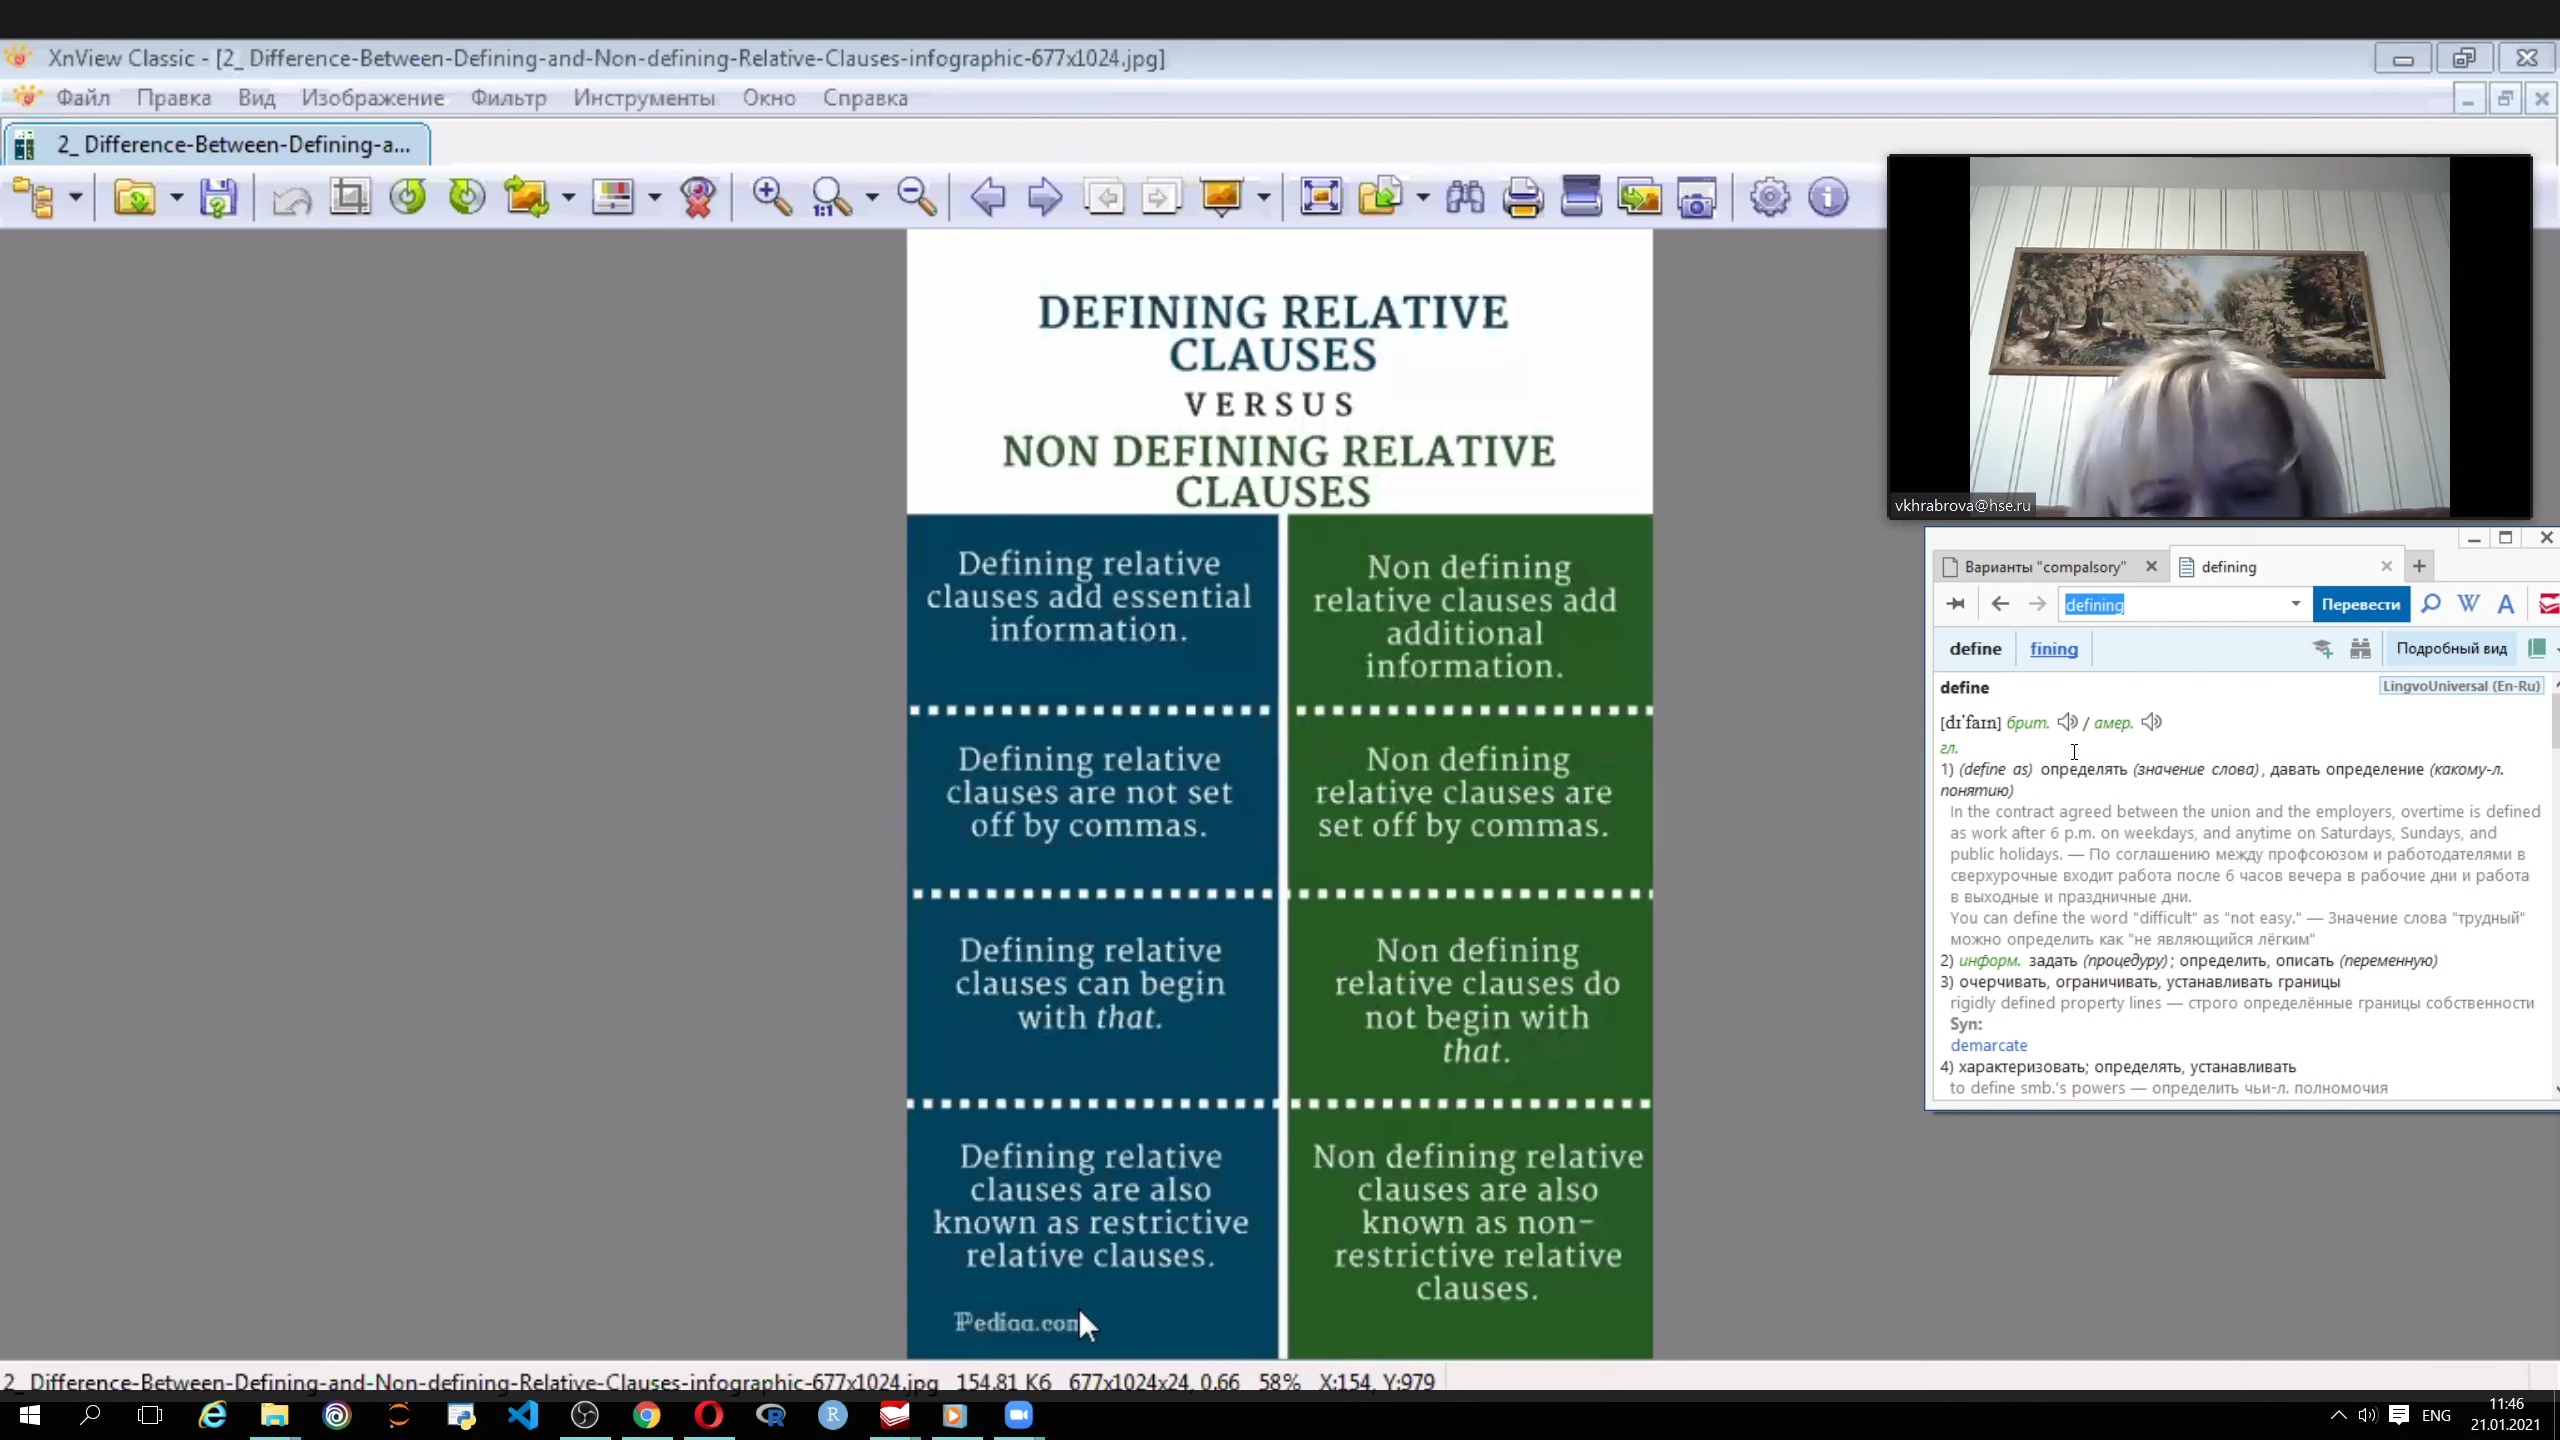 XnView Classic - [2_ Difference-Between-Defining-and-Non-defining-Relative-Clauses-infographic-677x1024.jpg]
Файл Правка Вид Изображение Фильтр Инструменты Окно Справка
2_ Difference-Between-Defining-a...
1:1
DEFINING RELATIVE
CLAUSES
VERSUS
NON DEFINING RELATIVE
CLAUSES
Defining relative
clauses add essential
information.
Non defining
relative clauses add
additional
information.
Defining relative
clauses are not set
off by commas.
Non defining
relative clauses are
set off by commas.
Defining relative
clauses can begin
with that.
Non defining
relative clauses do
not begin with
that.
Defining relative
clauses are also
known as restrictive
relative clauses.
Non defining relative
clauses are also
known as non-
restrictive relative
clauses.
Pediaa.com
vkhrabrova@hse.ru
Варианты "compalsory"
defining
defining
Перевести
define
fining
Подробный вид
define
LingvoUniversal (En-Ru)
[dɪ'faɪn] брит. / амер.
гл.
1) (define as) определять (значение слова), давать определение (какому-л.
понятию)
In the contract agreed between the union and the employers, overtime is defined
as work after 6 p.m. on weekdays, and anytime on Saturdays, Sundays, and
public holidays. — По соглашению между профсоюзом и работодателями в
сверхурочные входит работа после 6 часов вечера в рабочие дни и работа
в выходные и праздничные дни.
You can define the word "difficult" as "not easy." — Значение слова "трудный"
можно определить как "не являющийся лёгким"
2) информ. задать (процедуру); определить, описать (переменную)
3) очерчивать, ограничивать, устанавливать границы
rigidly defined property lines — строго определённые границы собственности
Syn:
demarcate
4) характеризовать; определять, устанавливать
to define smb.'s powers — определить чьи-л. полномочия
2_ Difference-Between-Defining-and-Non-defining-Relative-Clauses-infographic-677x1024.jpg 154.81 Кб 677x1024x24, 0.66 58% X:154, Y:979
ENG
11:46
21.01.2021